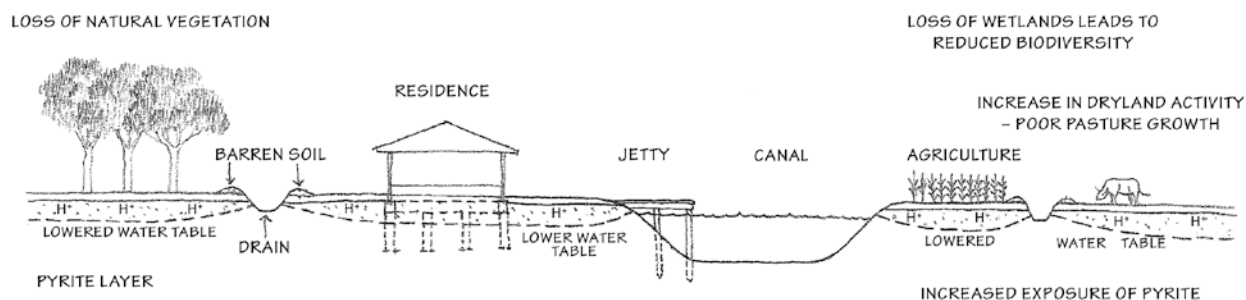 LOSS OF NATURAL VEGETATION
LOSS OF WETLANDS LEADS TO
REDUCED BIODIVERSITY
RESIDENCE
INCREASE IN DRYLAND ACTIVITY
– POOR PASTURE GROWTH
BARREN SOIL
JETTY
CANAL
AGRICULTURE
H⁺ H⁺ H⁺ H⁺ H⁺ H⁺ H⁺ H⁺ H⁺
LOWERED WATER TABLE
DRAIN
LOWER WATER
TABLE
LOWERED
WATER TABLE
PYRITE LAYER
INCREASED EXPOSURE OF PYRITE